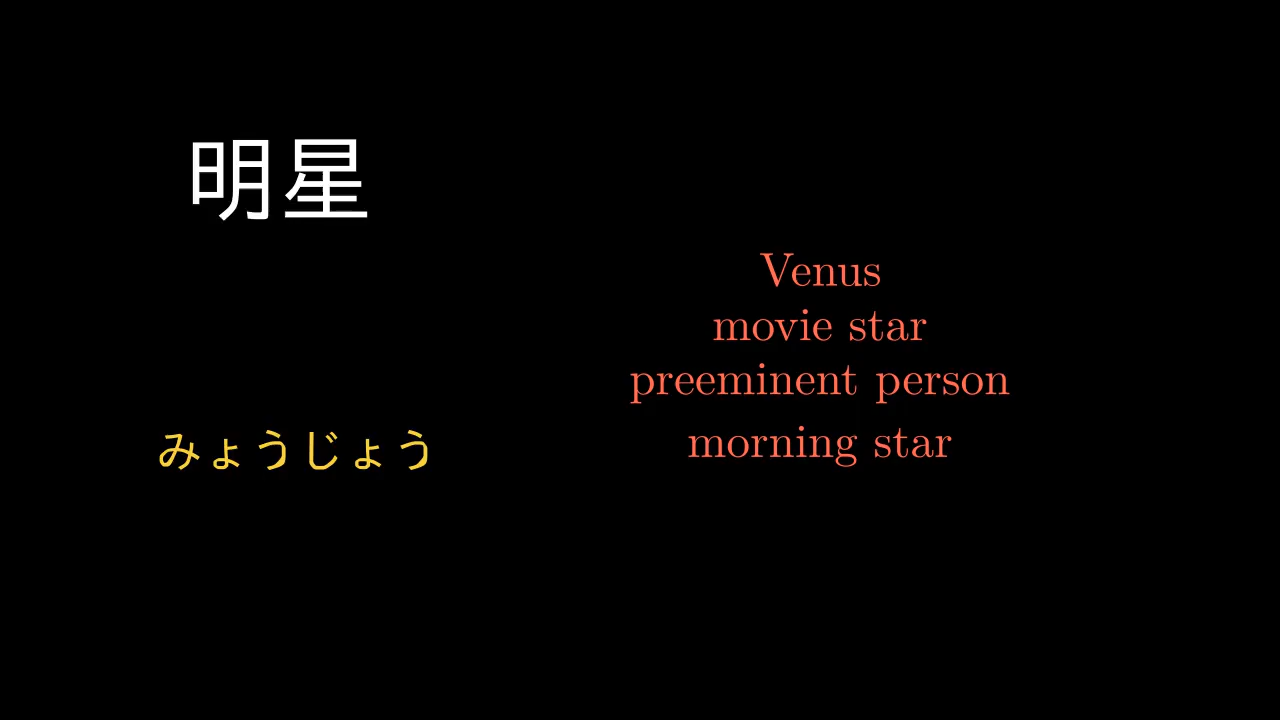 明星
みょうじょう
Venus
movie star
preeminent person
morning star